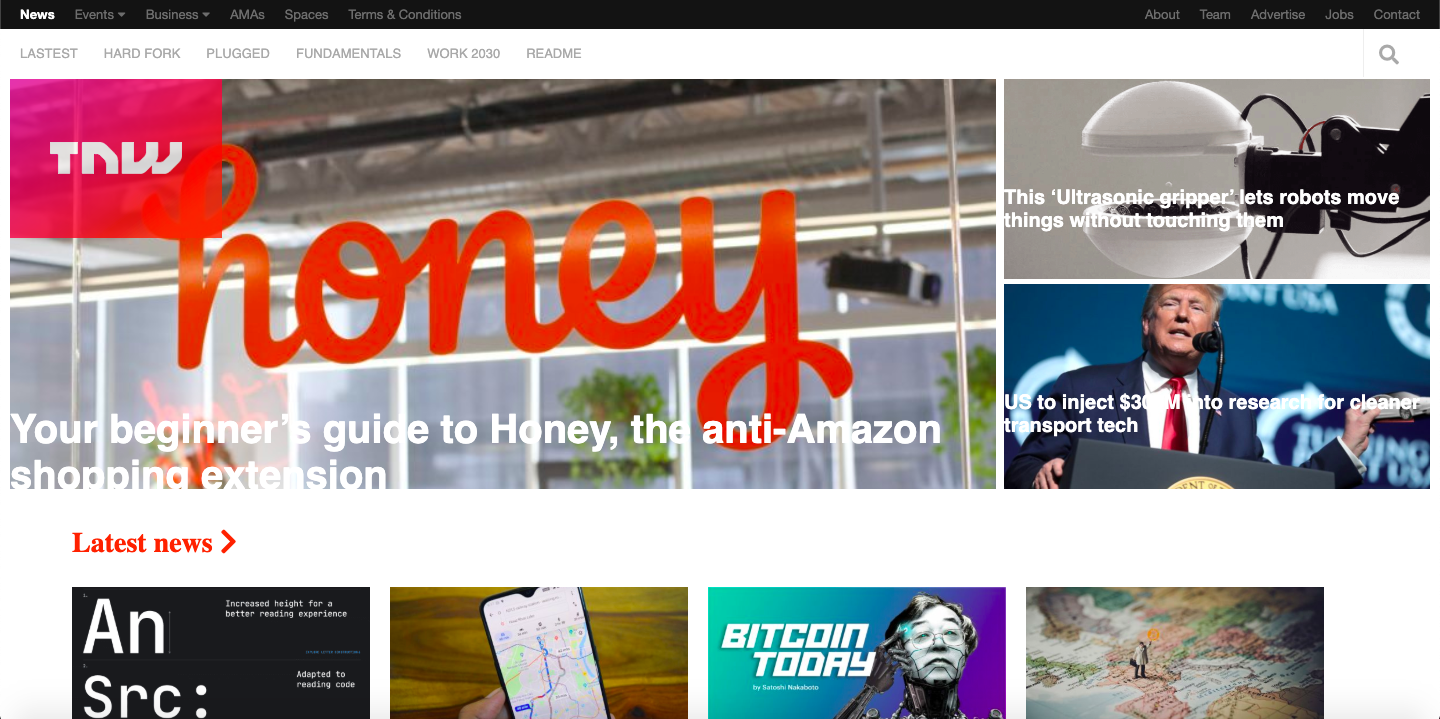 News Events Business AMAs Spaces Terms & Conditions About Team Advertise Jobs Contact
LASTEST HARD FORK PLUGGED FUNDAMENTALS WORK 2030 README
TNW
honey
Your beginner’s guide to Honey, the anti-Amazon
shopping extension
This ‘Ultrasonic gripper’ lets robots move
things without touching them
US to inject $300M into research for cleaner
transport tech
Latest news
1.
An
Increased height for a
better reading experience
3.
Src:
Adapted to
reading code
BITCOIN
TODAY
by Satoshi Nakaboto